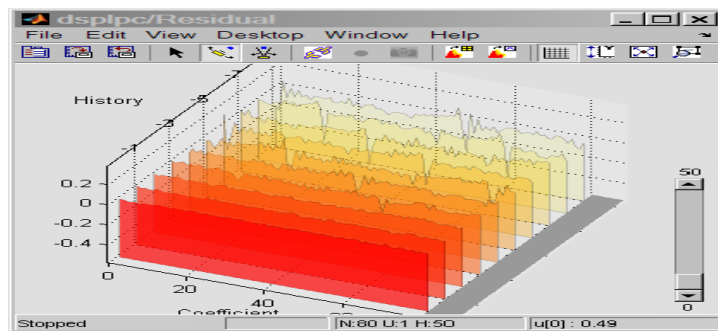 dsplpc/Residual
File Edit View Desktop Window Help
History
-7
-5
-3
-1
0.2
0
-0.2
-0.4
0
20
40
Coefficient
50
0
Stopped N:80 U:1 H:50 u[0] : 0.49